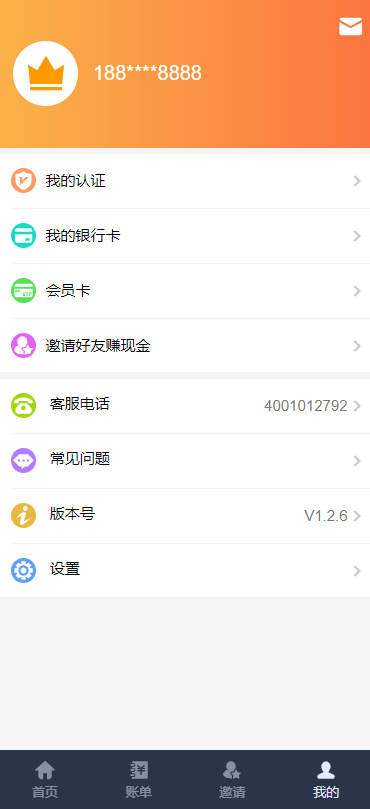 188****8888
我的认证
我的银行卡
会员卡
邀请好友赚现金
客服电话 4001012792
常见问题
版本号 V1.2.6
设置
首页 账单 邀请 我的